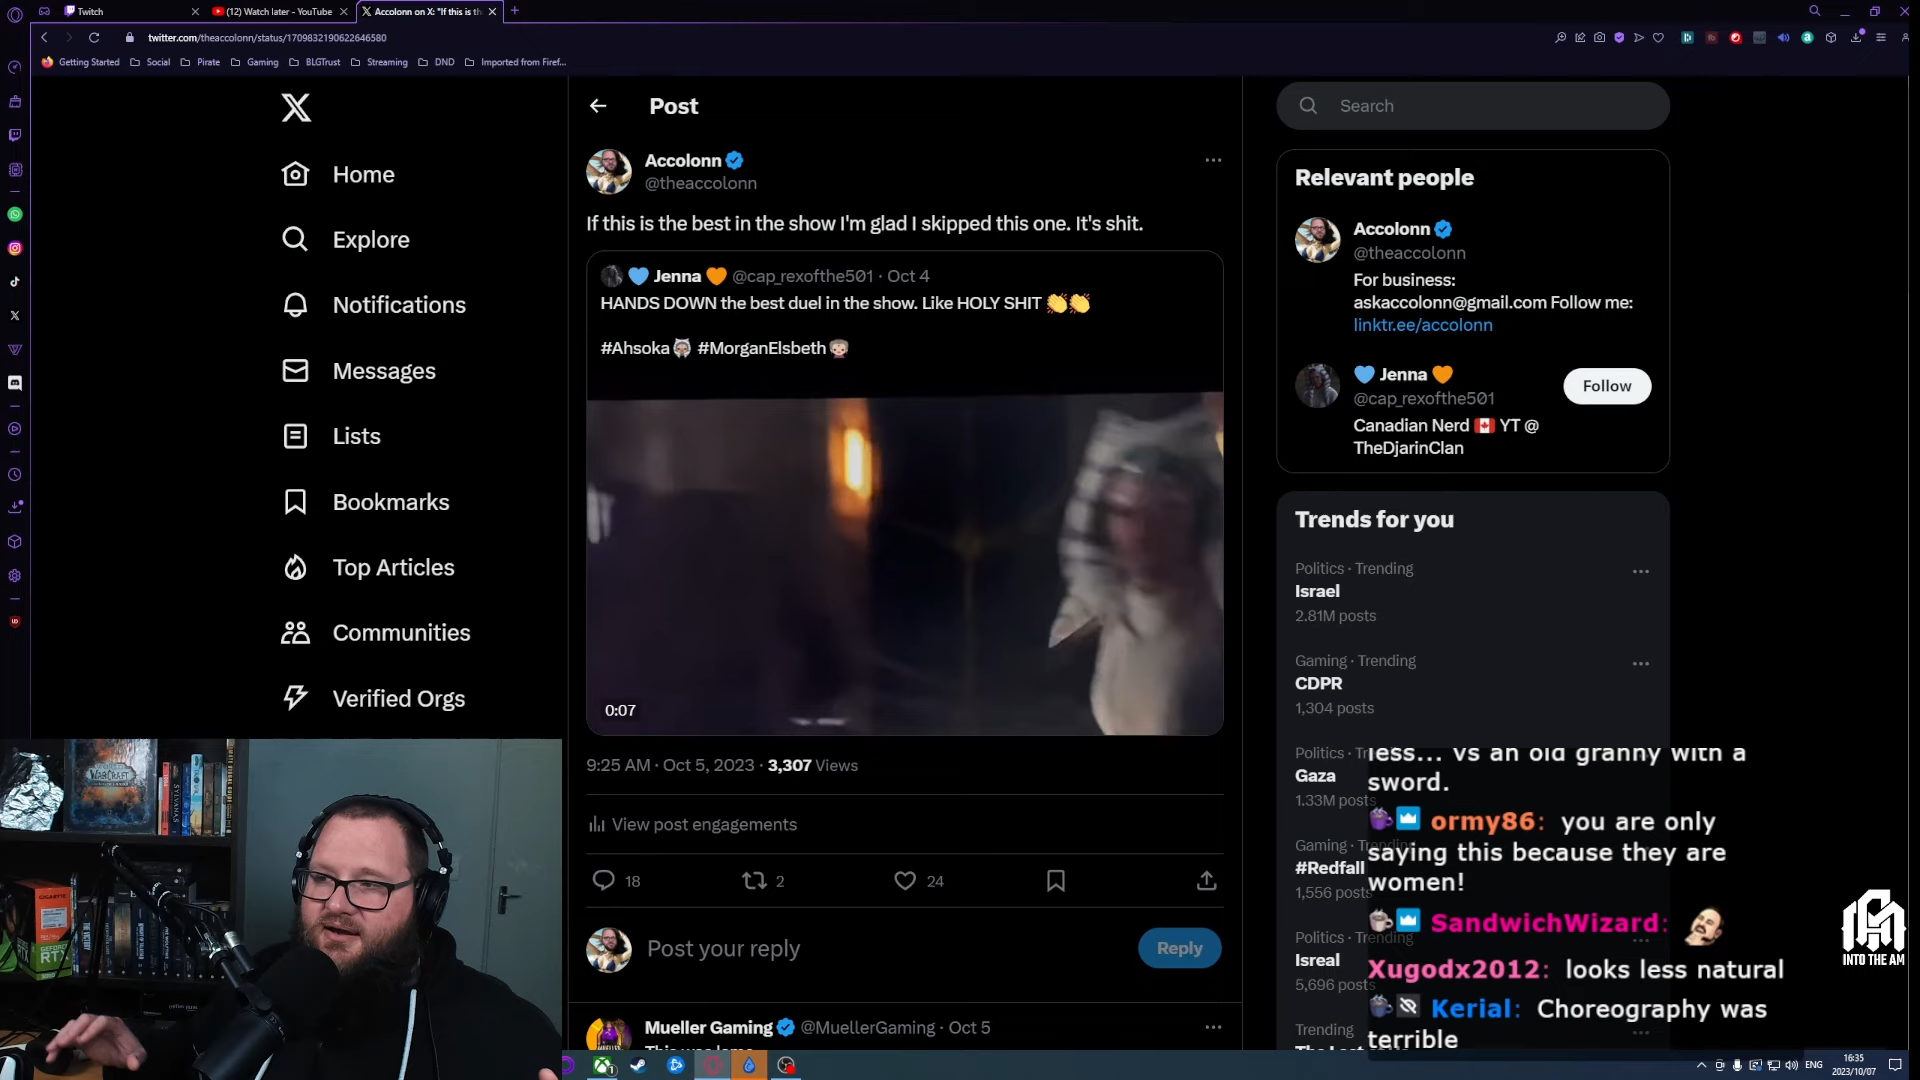 Twitch
(12) Watch later - YouTube
Accolonn on X: "If this is th
twitter.com/theaccolonn/status/1709832190622646580
Getting Started
Social
Pirate
Gaming
BLGTrust
Streaming
DND
Imported from Firef...
Home
Explore
Notifications
Messages
Lists
Bookmarks
Top Articles
Communities
Verified Orgs
Post
Accolonn
@theaccolonn
If this is the best in the show I'm glad I skipped this one. It's shit.
Jenna @cap_rexofthe501 · Oct 4
HANDS DOWN the best duel in the show. Like HOLY SHIT 👏👏
#Ahsoka #MorganElsbeth
0:07
9:25 AM · Oct 5, 2023 · 3,307 Views
View post engagements
18
2
24
Post your reply
Reply
Mueller Gaming @MuellerGaming · Oct 5
Search
Relevant people
Accolonn
@theaccolonn
For business:
askaccolonn@gmail.com Follow me:
linktr.ee/accolonn
Jenna
@cap_rexofthe501
Follow
Canadian Nerd 🇨🇦 YT @
TheDjarinClan
Trends for you
Politics · Trending
Israel
2.81M posts
Gaming · Trending
CDPR
1,304 posts
Politics · Tr
Gaza
1.33M posts
Gaming · Trending
#Redfall
1,556 posts
Politics · Trending
Isreal
5,696 posts
Trending
less... vs an old granny with a
sword.
ormy86: you are only
saying this because they are
women!
SandwichWizard:
Xugodx2012: looks less natural
Kerial: Choreography was
terrible
INTO THE AM
WARCRAFT
SYLVANAS
GIGABYTE
GEFORCE
RTX
ENG
16:35
2023/10/07